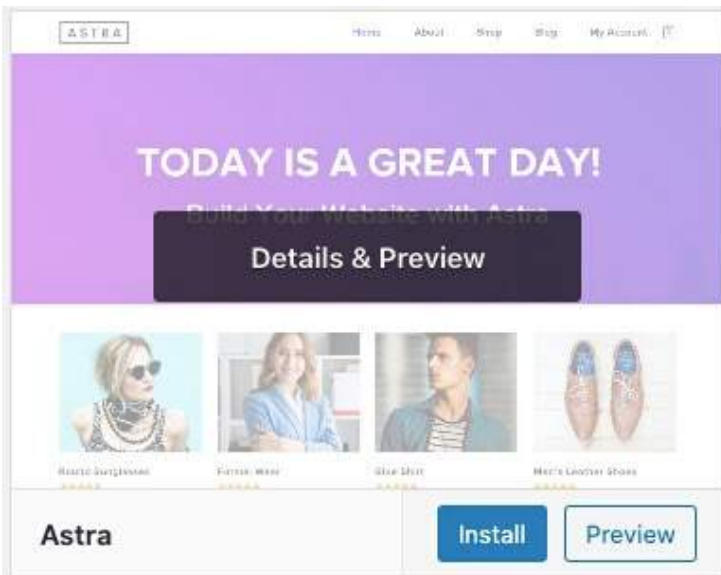 ASTRA
Home About Shop Blog My Account
TODAY IS A GREAT DAY!
Build Your Website with Astra
Details & Preview
Sunglasses
Formal Wear
Blue Shirt
Men's Leather Shoes
Astra
Install Preview